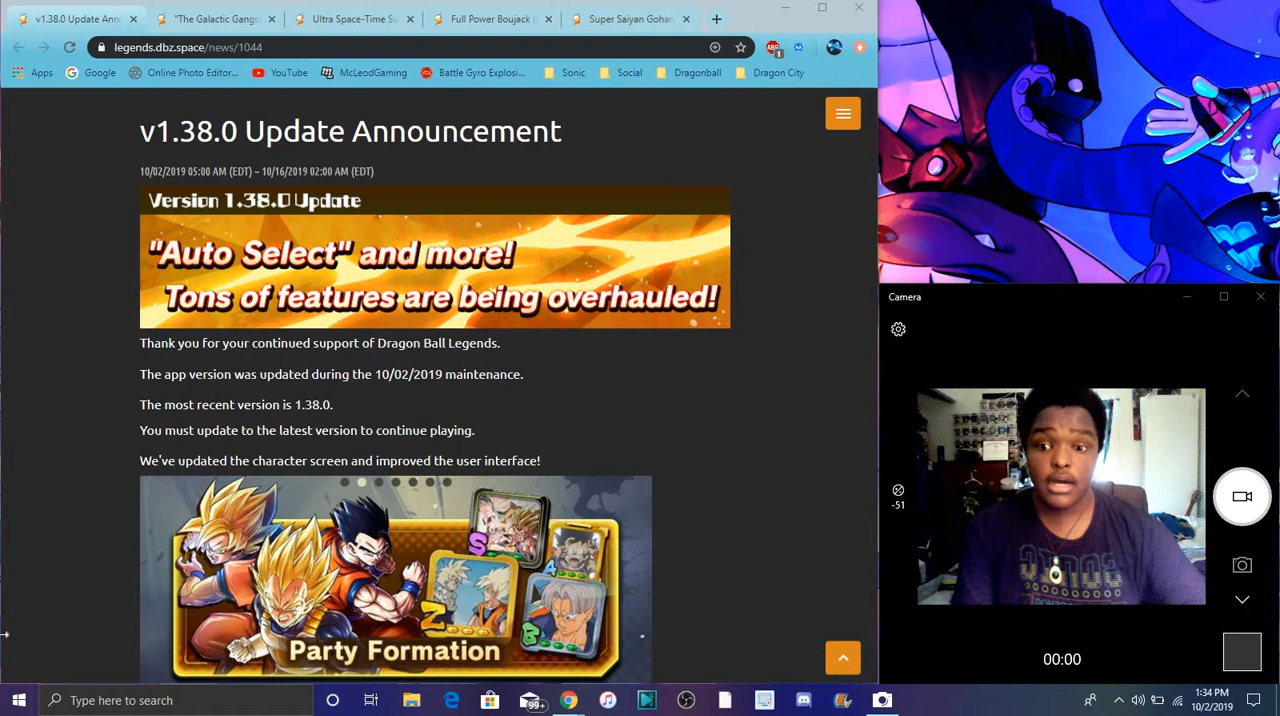 v1.38.0 Update Ann
"The Galactic Gangs
Ultra Space-Time Su
Full Power Boujack (
Super Saiyan Gohan
legends.dbz.space/news/1044
ABP
1
Apps
Google
Online Photo Editor...
YouTube
McLeodGaming
Battle Gyro Explosi...
Sonic
Social
Dragonball
Dragon City
v1.38.0 Update Announcement
10/02/2019 05:00 AM (EDT) ~ 10/16/2019 02:00 AM (EDT)
Version 1.38.0 Update
"Auto Select" and more!
Tons of features are being overhauled!
Thank you for your continued support of Dragon Ball Legends.
The app version was updated during the 10/02/2019 maintenance.
The most recent version is 1.38.0.
You must update to the latest version to continue playing.
We've updated the character screen and improved the user interface!
S
A
Z
B
Party Formation
Camera
-51
00:00
Type here to search
99+
1:34 PM
10/2/2019